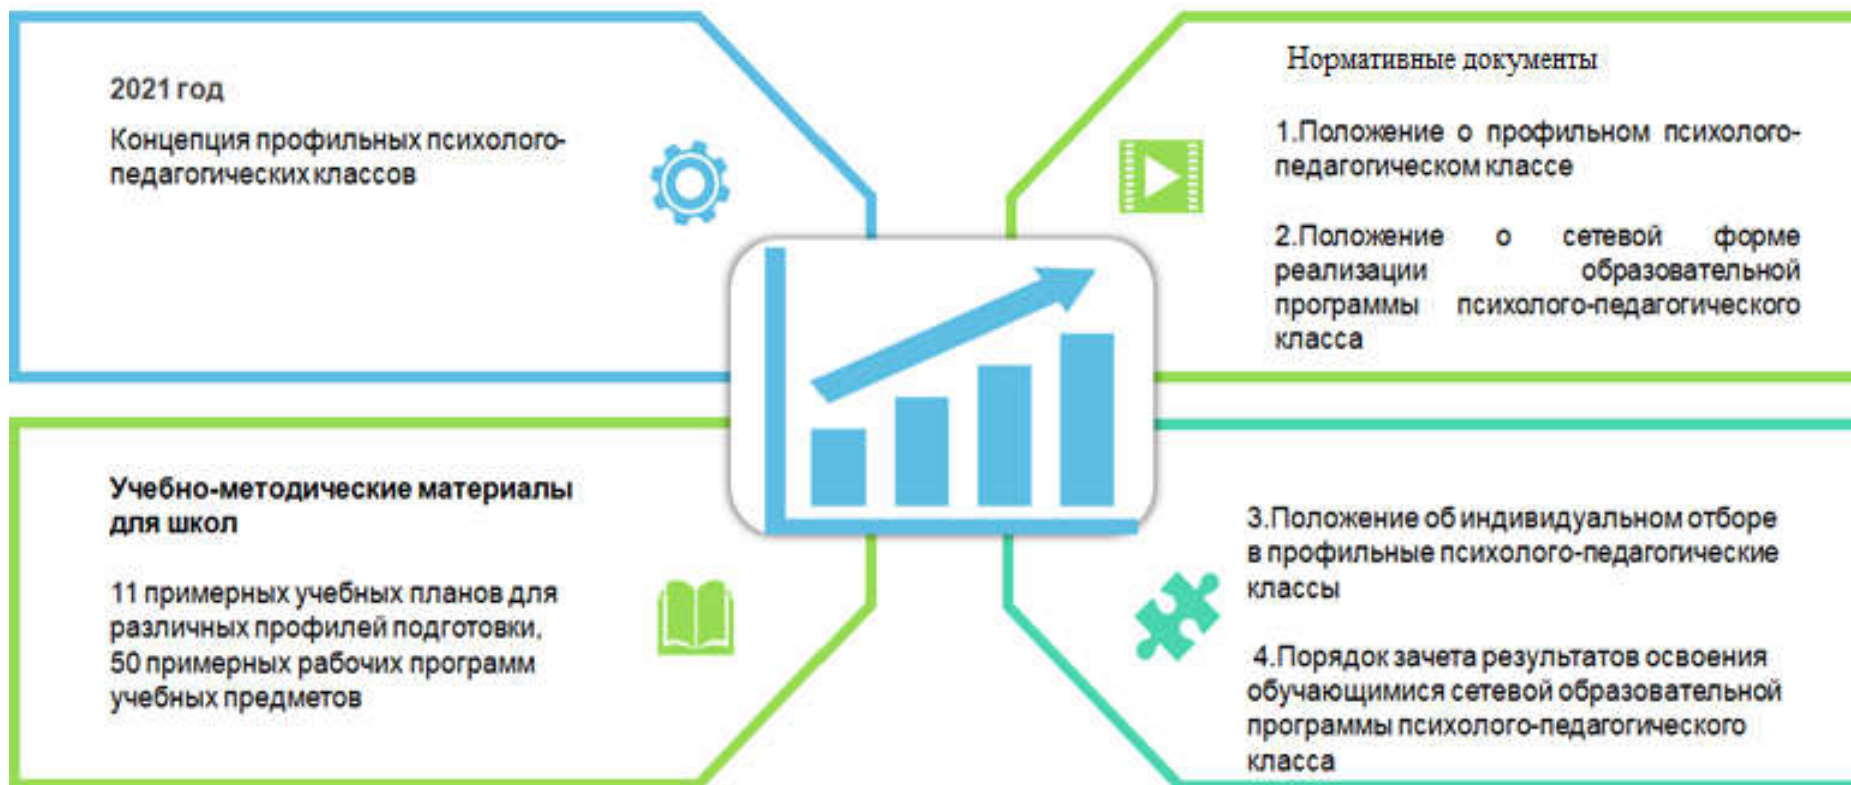 2021 год
Концепция профильных психолого-
педагогических классов
Нормативные документы
1.Положение о профильном психолого-
педагогическом классе
2.Положение о сетевой форме
реализации образовательной
программы психолого-педагогического
класса
Учебно-методические материалы
для школ
11 примерных учебных планов для
различных профилей подготовки,
50 примерных рабочих программ
учебных предметов
3.Положение об индивидуальном отборе
в профильные психолого-педагогические
классы
4.Порядок зачета результатов освоения
обучающимися сетевой образовательной
программы психолого-педагогического
класса